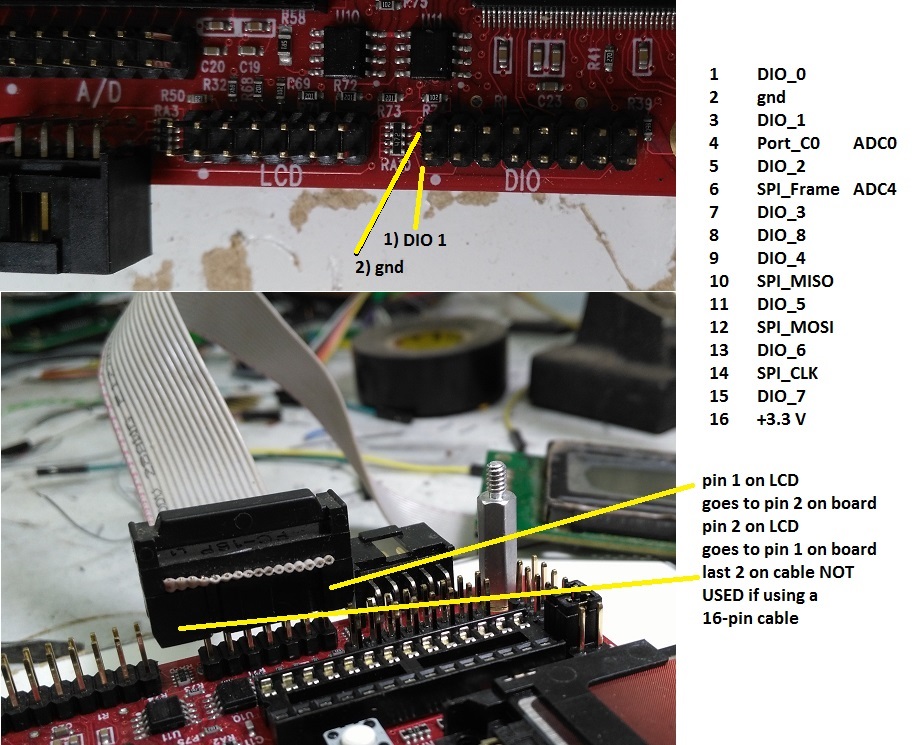 R75
R58
U10
U11
C20 C19
R41
A/D
R32
R69
R72
R50
C23
R39
RA3
R73
LCD
DIO
1) DIO 1
2) gnd
1 DIO_0
2 gnd
3 DIO_1
4 Port_C0 ADC0
5 DIO_2
6 SPI_Frame ADC4
7 DIO_3
8 DIO_8
9 DIO_4
10 SPI_MISO
11 DIO_5
12 SPI_MOSI
13 DIO_6
14 SPI_CLK
15 DIO_7
16 +3.3 V
pin 1 on LCD
goes to pin 2 on board
pin 2 on LCD
goes to pin 1 on board
last 2 on cable NOT
USED if using a
16-pin cable
R1
U11
R75
U10